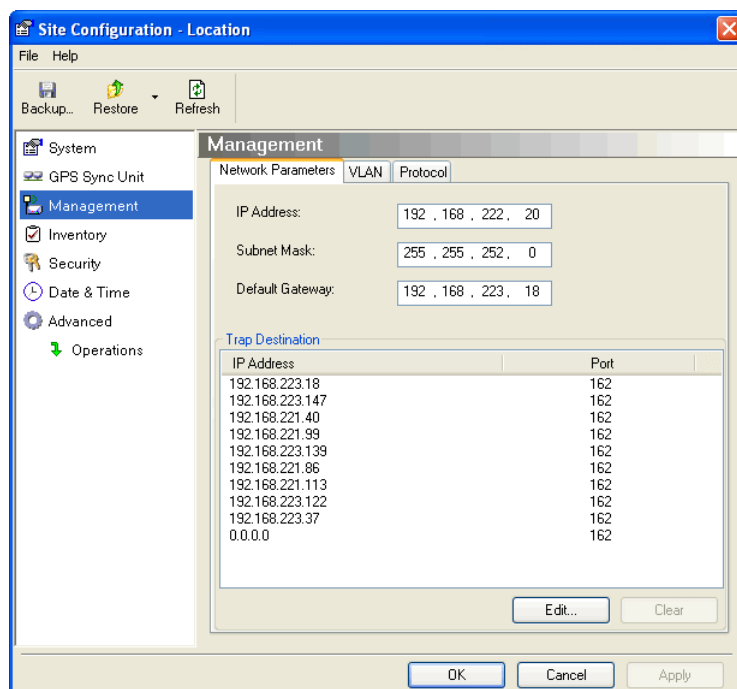 Site Configuration - Location
File Help
Backup... Restore Refresh
System
GPS Sync Unit
Management
Inventory
Security
Date & Time
Advanced
Operations
Management
Network Parameters VLAN Protocol
IP Address: 192 . 168 . 222 . 20
Subnet Mask: 255 . 255 . 252 . 0
Default Gateway: 192 . 168 . 223 . 18
Trap Destination
IP Address Port
192.168.223.18 162
192.168.223.147 162
192.168.221.40 162
192.168.221.99 162
192.168.223.139 162
192.168.221.86 162
192.168.221.113 162
192.168.223.122 162
192.168.223.37 162
0.0.0.0 162
Edit... Clear
OK Cancel Apply